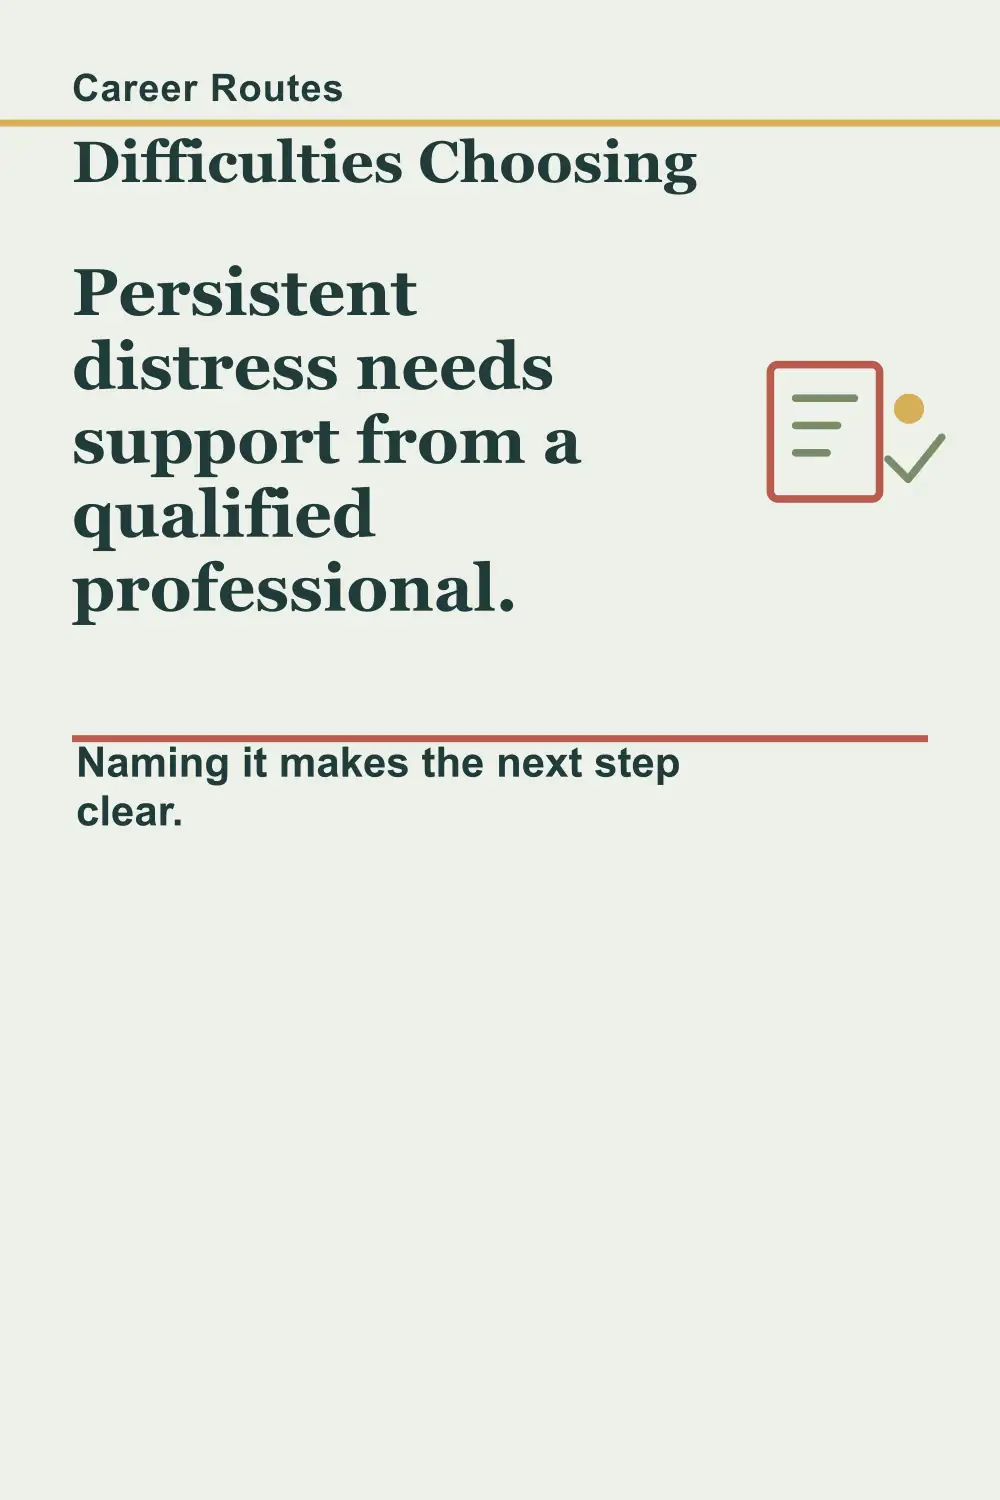 Career Routes
Difficulties Choosing
Persistent
distress needs
support from a
qualified
professional.
Naming it makes the next step
clear.